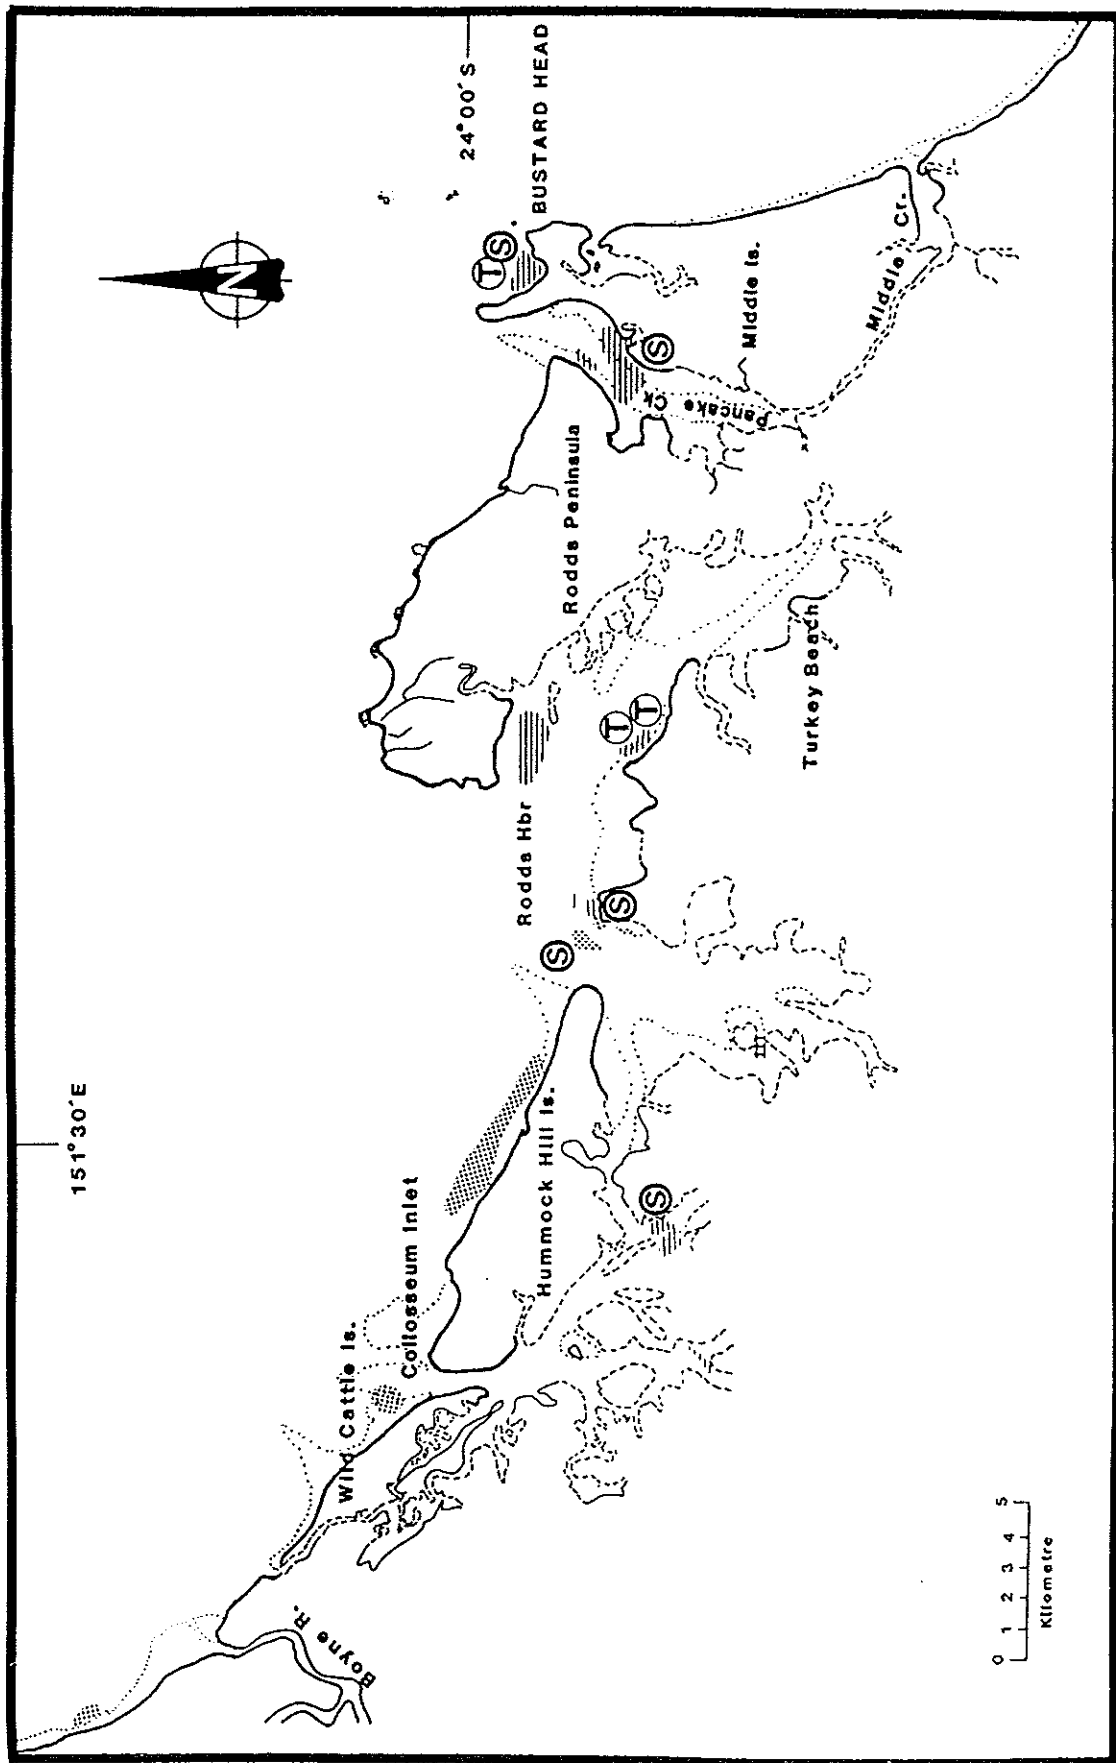 151°30′E
24°00′S
N
BUSTARD HEAD
T
S
S
Middle Is.
Middle Cr.
Pancake Ck
Rodds Peninsula
Turkey Beach
T
T
Rodds Hbr
S
S
Hummock Hill Is.
S
Collosseum Inlet
Wild Cattle Is.
Boyne R.
0 1 2 3 4 5
Kilometre